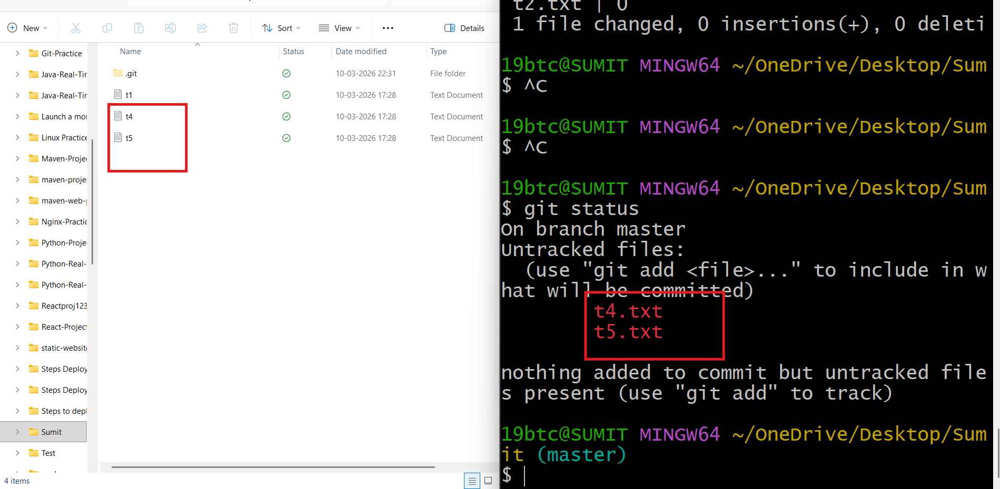 New
Sort
View
Details
Git-Practice
Java-Real-Tir
Java-Real-Tir
Launch a mo
Linux Practice
Maven-Proje
maven-proje
maven-web-
Nginx-Practic
Python-Proje
Python-Real-
Python-Real-
Reactproj123
React-Project
static-website
Steps Deploy
Steps Deploy
Steps to depl
Sumit
Test
Name Status Date modified Type
.git 10-03-2026 22:31 File folder
t1 10-03-2026 17:28 Text Document
t4 10-03-2026 17:28 Text Document
t5 10-03-2026 17:28 Text Document
4 items
t2.txt | 0
1 file changed, 0 insertions(+), 0 deleti
19btc@SUMIT MINGW64 ~/OneDrive/Desktop/Sum
$ ^C
19btc@SUMIT MINGW64 ~/OneDrive/Desktop/Sum
$ ^C
19btc@SUMIT MINGW64 ~/OneDrive/Desktop/Sum
$ git status
On branch master
Untracked files:
(use "git add <file>..." to include in w
hat will be committed)
t4.txt
t5.txt
nothing added to commit but untracked file
s present (use "git add" to track)
19btc@SUMIT MINGW64 ~/OneDrive/Desktop/Sum
it (master)
$